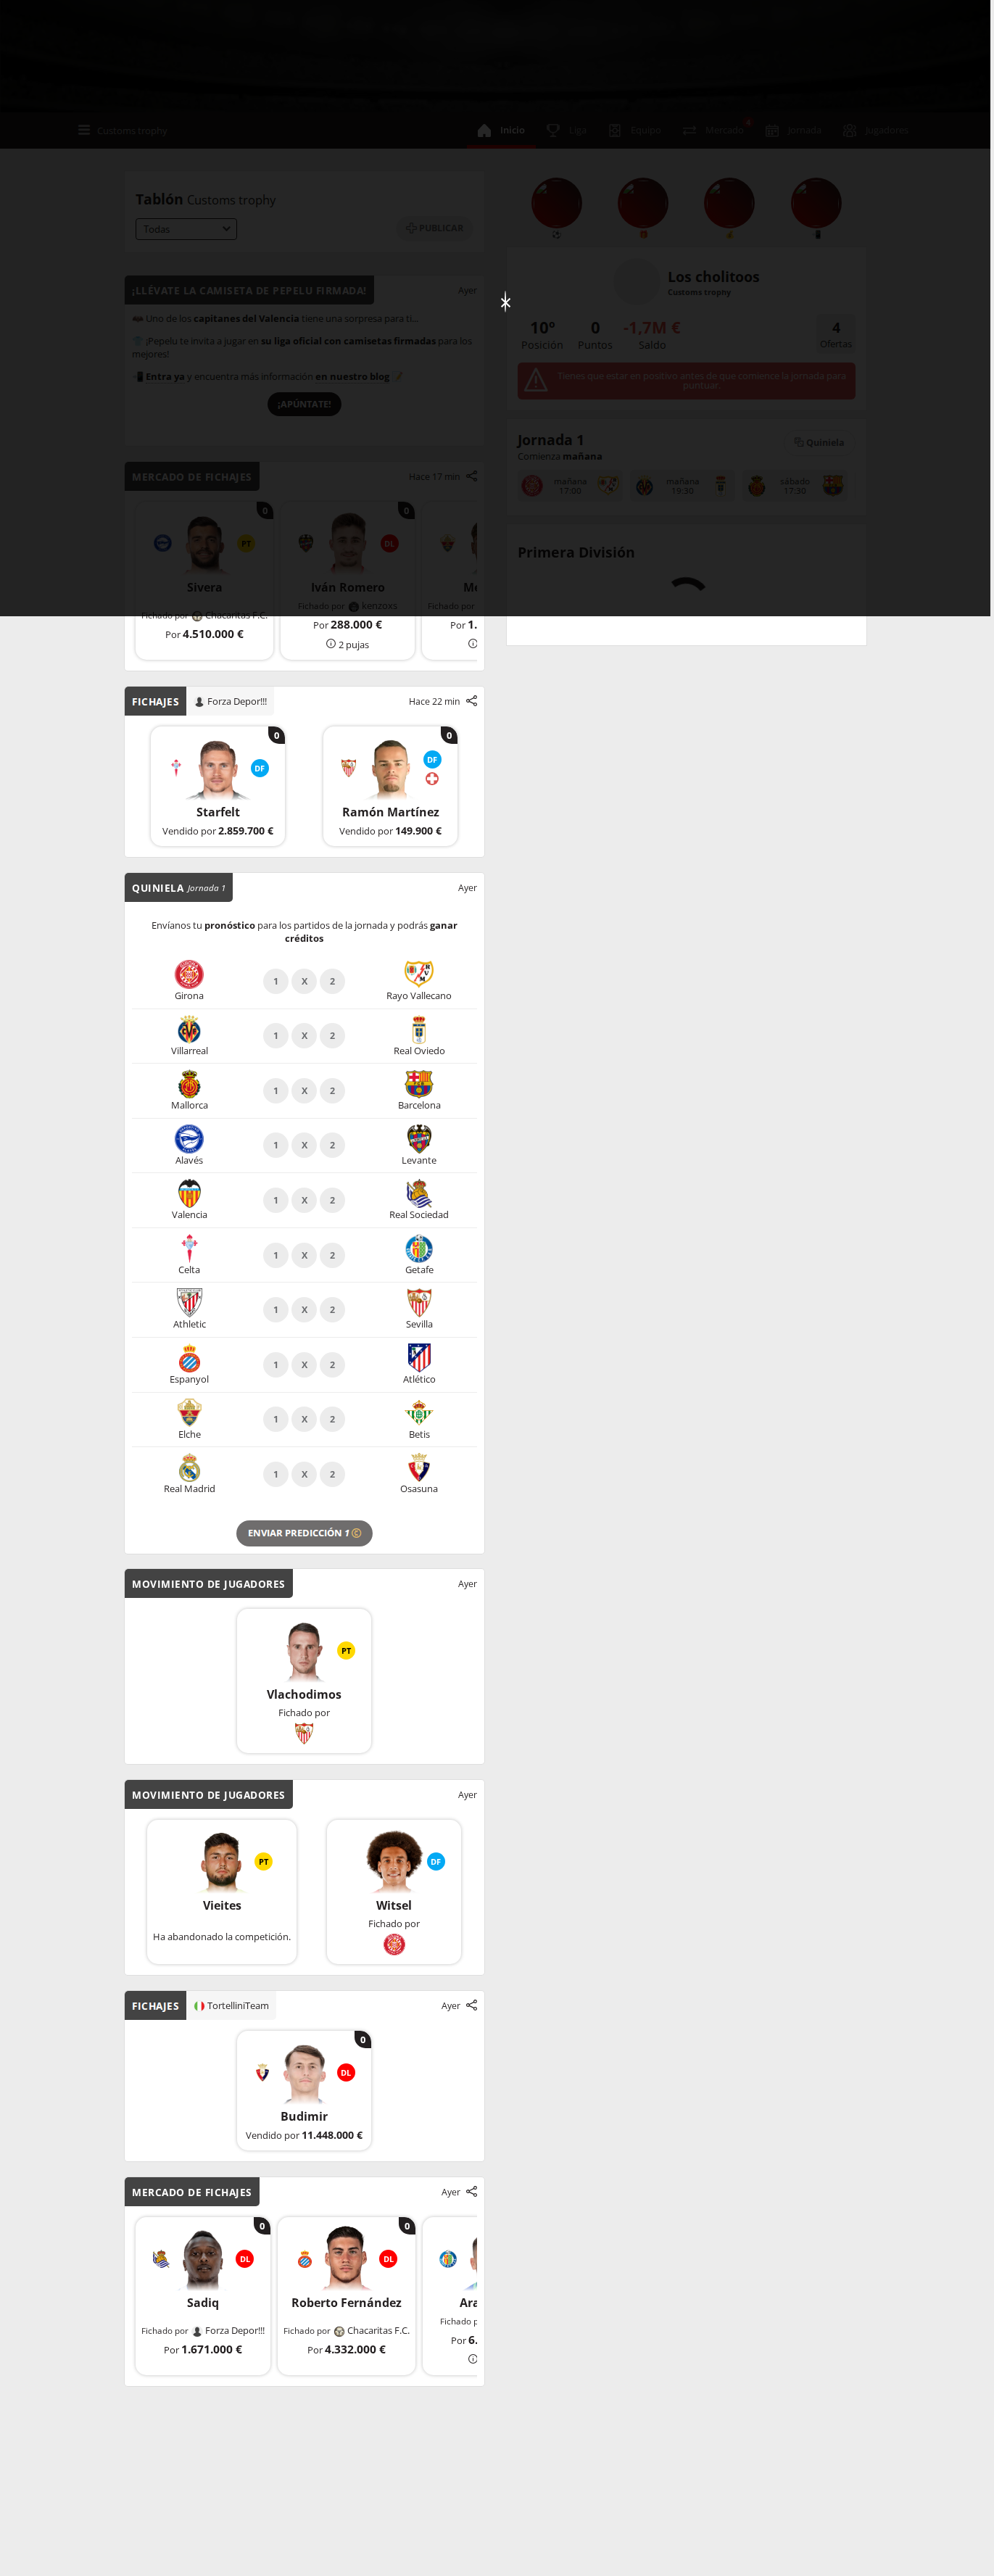 Customs trophy
Inicio
Liga
Equipo
Mercado
Jornada
Jugadores
Tablón Customs trophy
Todas
PUBLICAR
¡LLÉVATE LA CAMISETA DE PEPELU FIRMADA!
Ayer
Uno de los capitanes del Valencia tiene una sorpresa para ti...
¡Pepelu te invita a jugar en su liga oficial con camisetas firmadas para los
mejores!
Entra ya y encuentra más información en nuestro blog
¡APÚNTATE!
MERCADO DE FICHAJES
Hace 17 min
0
PT
Sivera
Fichado por Chacaritas F.C.
Por 4.510.000 €
0
DL
Iván Romero
Fichado por kenzoxs
Por 288.000 €
2 pujas
Fichado por
Por 1.
FICHAJES
Forza Depor!!!
Hace 22 min
0
DF
Starfelt
Vendido por 2.859.700 €
0
DF
Ramón Martínez
Vendido por 149.900 €
QUINIELA Jornada 1
Ayer
Envíanos tu pronóstico para los partidos de la jornada y podrás ganar
créditos
Girona 1 X 2 Rayo Vallecano
Villarreal 1 X 2 Real Oviedo
Mallorca 1 X 2 Barcelona
Alavés 1 X 2 Levante
Valencia 1 X 2 Real Sociedad
Celta 1 X 2 Getafe
Athletic 1 X 2 Sevilla
Espanyol 1 X 2 Atlético
Elche 1 X 2 Betis
Real Madrid 1 X 2 Osasuna
ENVIAR PREDICCIÓN 1
MOVIMIENTO DE JUGADORES
Ayer
PT
Vlachodimos
Fichado por
MOVIMIENTO DE JUGADORES
Ayer
PT
Vieites
Ha abandonado la competición.
DF
Witsel
Fichado por
FICHAJES
TortelliniTeam
Ayer
0
DL
Budimir
Vendido por 11.448.000 €
MERCADO DE FICHAJES
Ayer
0
DL
Sadiq
Fichado por Forza Depor!!!
Por 1.671.000 €
0
DL
Roberto Fernández
Fichado por Chacaritas F.C.
Por 4.332.000 €
Fichado p
Por 6.
Los cholitoos
Customs trophy
10º
Posición
0
Puntos
-1,7M €
Saldo
4
Ofertas
Tienes que estar en positivo antes de que comience la jornada para
puntuar.
Jornada 1
Comienza mañana
Quiniela
mañana
17:00
mañana
19:30
sábado
17:30
Primera División